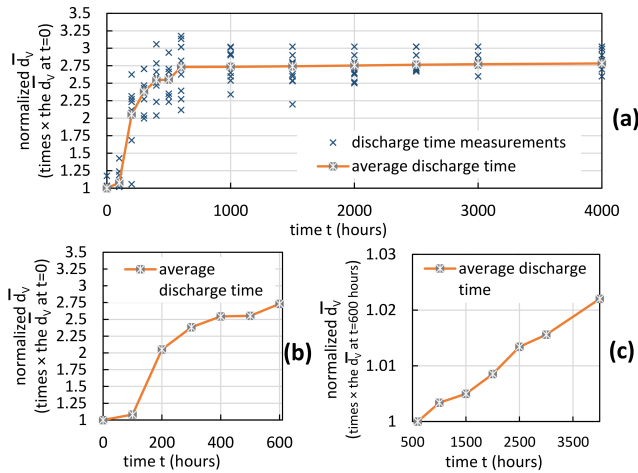 normalized d̅ᵥ
(times × the d̅ᵥ at t=0)
3.5
3.25
3
2.75
2.5
2.25
2
1.75
1.5
1.25
1
× discharge time measurements
average discharge time
0 1000 2000 3000 4000
time t (hours)
(a)
normalized d̅ᵥ
(times × the d̅ᵥ at t=0)
3.5
3.25
3
2.75
2.5
2.25
2
1.75
1.5
1.25
1
average
discharge time
0 200 400 600
time t (hours)
(b)
normalized d̅ᵥ
(times × the d̅ᵥ at t=600 hours)
1.03
1.02
1.01
1
average discharge
time
500 1500 2500 3500
time t (hours)
(c)